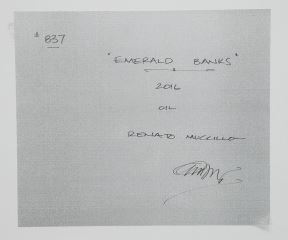 # 837
"EMERALD BANKS"
2016
OIL
RENATO MUCCILLO